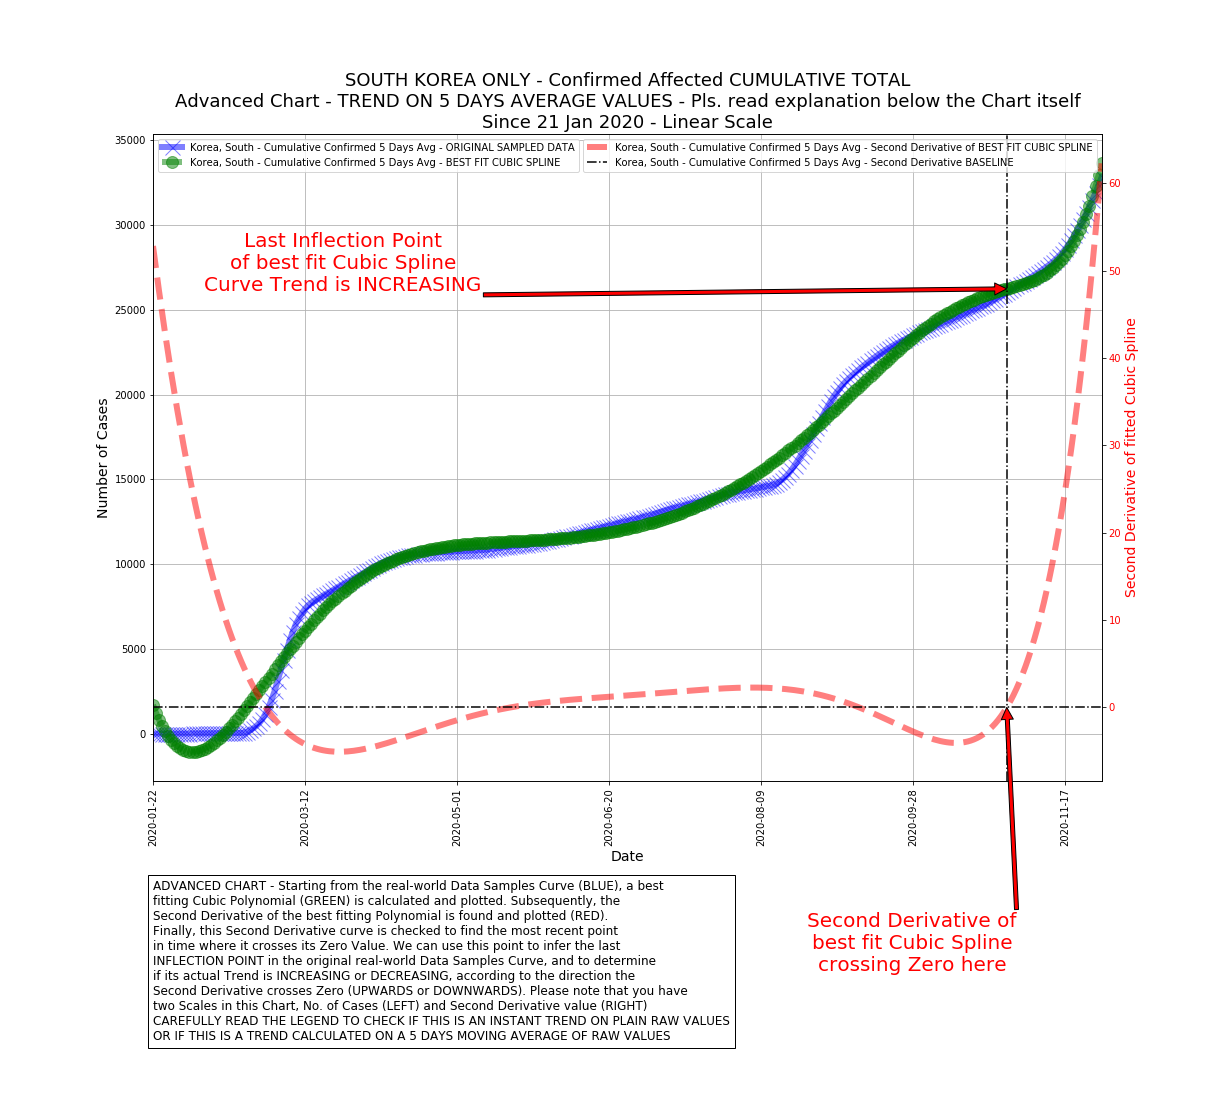 SOUTH KOREA ONLY - Confirmed Affected CUMULATIVE TOTAL
Advanced Chart - TREND ON 5 DAYS AVERAGE VALUES - Pls. read explanation below the Chart itself
Since 21 Jan 2020 - Linear Scale
Korea, South - Cumulative Confirmed 5 Days Avg - ORIGINAL SAMPLED DATA
Korea, South - Cumulative Confirmed 5 Days Avg - BEST FIT CUBIC SPLINE
Korea, South - Cumulative Confirmed 5 Days Avg - Second Derivative of BEST FIT CUBIC SPLINE
Korea, South - Cumulative Confirmed 5 Days Avg - Second Derivative BASELINE
Last Inflection Point
of best fit Cubic Spline
Curve Trend is INCREASING
Number of Cases
35000
30000
25000
20000
15000
10000
5000
0
Second Derivative of fitted Cubic Spline
60
50
40
30
20
10
0
2020-01-22
2020-03-12
2020-05-01
2020-06-20
2020-08-09
2020-09-28
2020-11-17
Date
ADVANCED CHART - Starting from the real-world Data Samples Curve (BLUE), a best
fitting Cubic Polynomial (GREEN) is calculated and plotted. Subsequently, the
Second Derivative of the best fitting Polynomial is found and plotted (RED).
Finally, this Second Derivative curve is checked to find the most recent point
in time where it crosses its Zero Value. We can use this point to infer the last
INFLECTION POINT in the original real-world Data Samples Curve, and to determine
if its actual Trend is INCREASING or DECREASING, according to the direction the
Second Derivative crosses Zero (UPWARDS or DOWNWARDS). Please note that you have
two Scales in this Chart, No. of Cases (LEFT) and Second Derivative value (RIGHT)
CAREFULLY READ THE LEGEND TO CHECK IF THIS IS AN INSTANT TREND ON PLAIN RAW VALUES
OR IF THIS IS A TREND CALCULATED ON A 5 DAYS MOVING AVERAGE OF RAW VALUES
Second Derivative of
best fit Cubic Spline
crossing Zero here